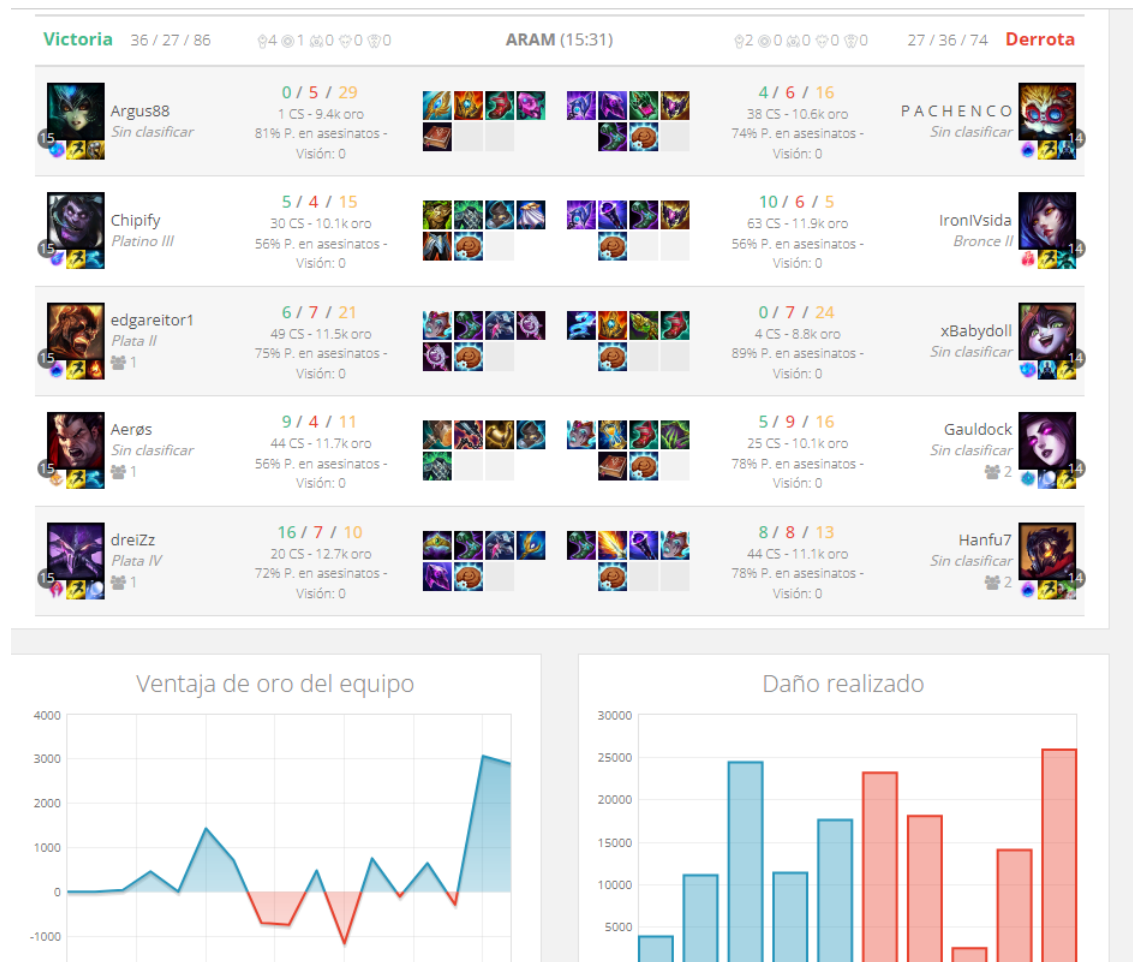 Victoria 36 / 27 / 86 4 1 0 0 0 ARAM (15:31) 2 0 0 0 0 27 / 36 / 74 Derrota
Argus88
Sin clasificar
15
0 / 5 / 29
1 CS - 9.4k oro
81% P. en asesinatos -
Visión: 0
4 / 6 / 16
38 CS - 10.6k oro
74% P. en asesinatos -
Visión: 0
P A C H E N C O
Sin clasificar
14
Chipify
Platino III
15
5 / 4 / 15
30 CS - 10.1k oro
56% P. en asesinatos -
Visión: 0
10 / 6 / 5
63 CS - 11.9k oro
56% P. en asesinatos -
Visión: 0
IronIVsida
Bronce II
14
edgareitor1
Plata II
1
15
6 / 7 / 21
49 CS - 11.5k oro
75% P. en asesinatos -
Visión: 0
0 / 7 / 24
4 CS - 8.8k oro
89% P. en asesinatos -
Visión: 0
xBabydoll
Sin clasificar
14
Aerøs
Sin clasificar
1
15
9 / 4 / 11
44 CS - 11.7k oro
56% P. en asesinatos -
Visión: 0
5 / 9 / 16
25 CS - 10.1k oro
78% P. en asesinatos -
Visión: 0
Gauldock
Sin clasificar
2
14
dreiZz
Plata IV
1
15
16 / 7 / 10
20 CS - 12.7k oro
72% P. en asesinatos -
Visión: 0
8 / 8 / 13
44 CS - 11.1k oro
78% P. en asesinatos -
Visión: 0
Hanfu7
Sin clasificar
2
14
Ventaja de oro del equipo
4000
3000
2000
1000
0
-1000
Daño realizado
30000
25000
20000
15000
10000
5000